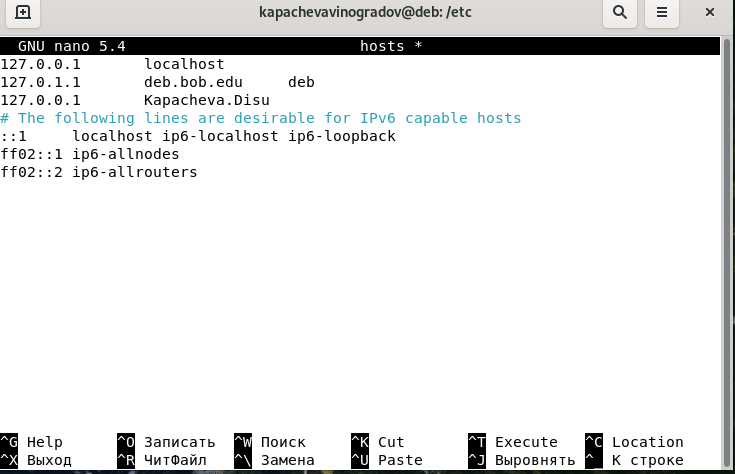 kapachevavinogradov@deb: /etc
GNU nano 5.4 hosts *
127.0.0.1 localhost
127.0.1.1 deb.bob.edu deb
127.0.0.1 Kapacheva.Disu
# The following lines are desirable for IPv6 capable hosts
::1 localhost ip6-localhost ip6-loopback
ff02::1 ip6-allnodes
ff02::2 ip6-allrouters
^G Help ^O Записать ^W Поиск ^K Cut ^T Execute ^C Location
^X Выход ^R ЧитФайл ^\ Замена ^U Paste ^J Выровнять ^_ К строке